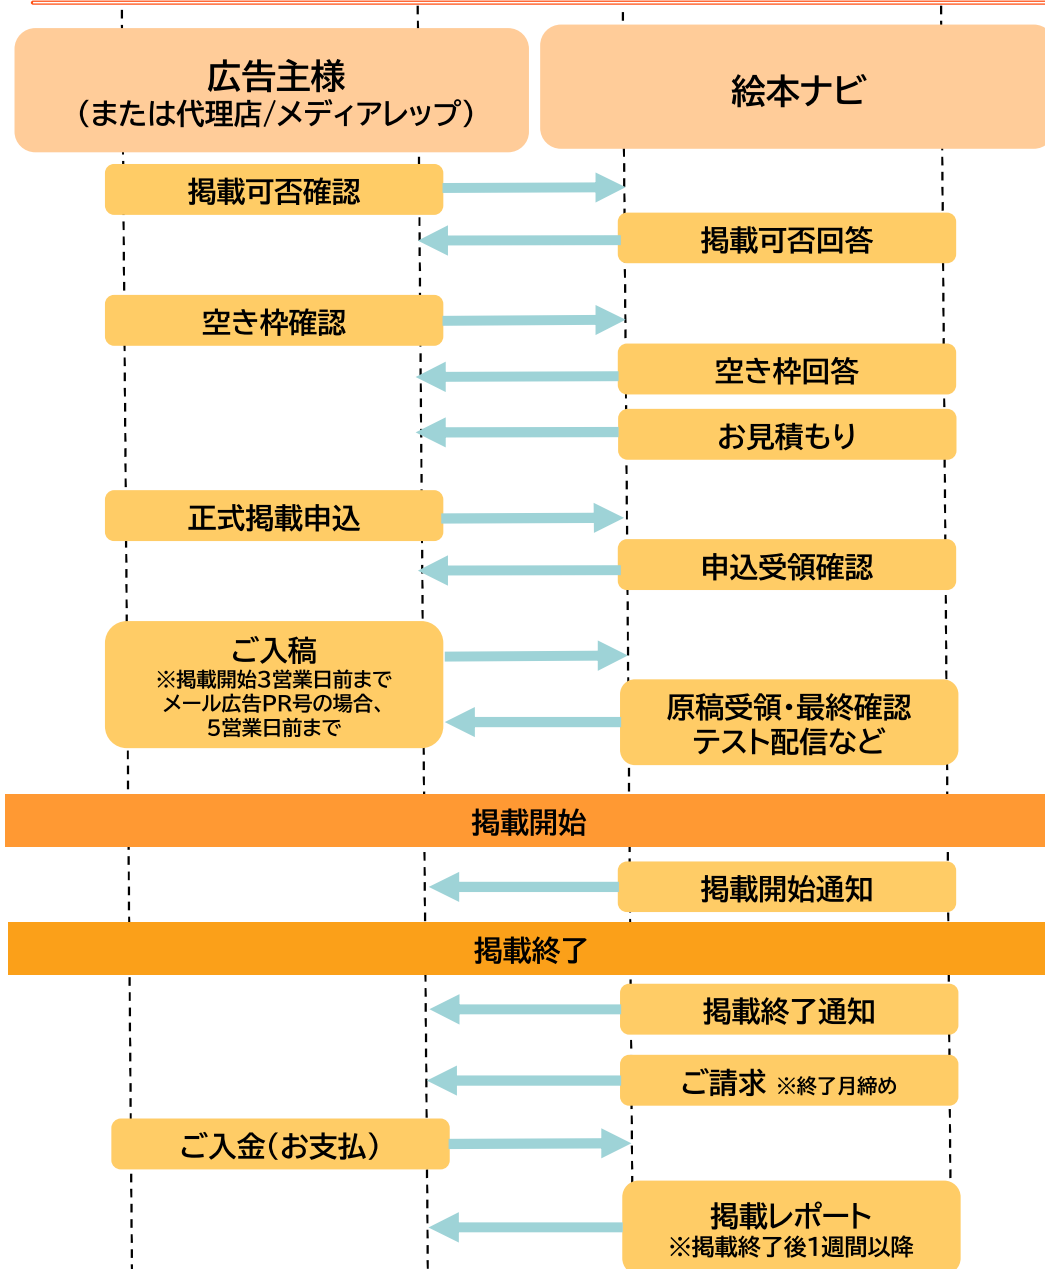 広告主様
（または代理店/メディアレップ）
絵本ナビ
掲載可否確認
掲載可否回答
空き枠確認
空き枠回答
お見積もり
正式掲載申込
申込受領確認
ご入稿
※掲載開始3営業日前まで
メール広告PR号の場合、
5営業日前まで
原稿受領・最終確認
テスト配信など
掲載開始
掲載開始通知
掲載終了
掲載終了通知
ご請求 ※終了月締め
ご入金（お支払）
掲載レポート
※掲載終了後1週間以降